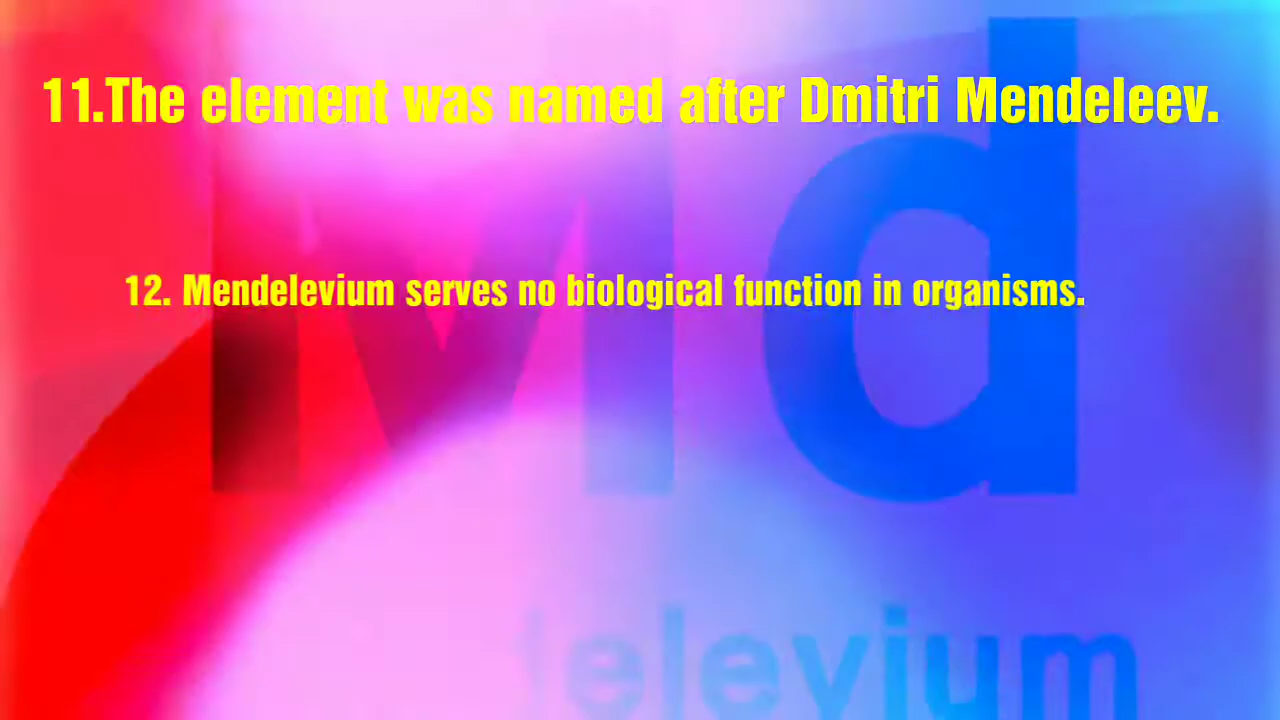 11.The element was named after Dmitri Mendeleev.
12. Mendelevium serves no biological function in organisms.
Md
elevium